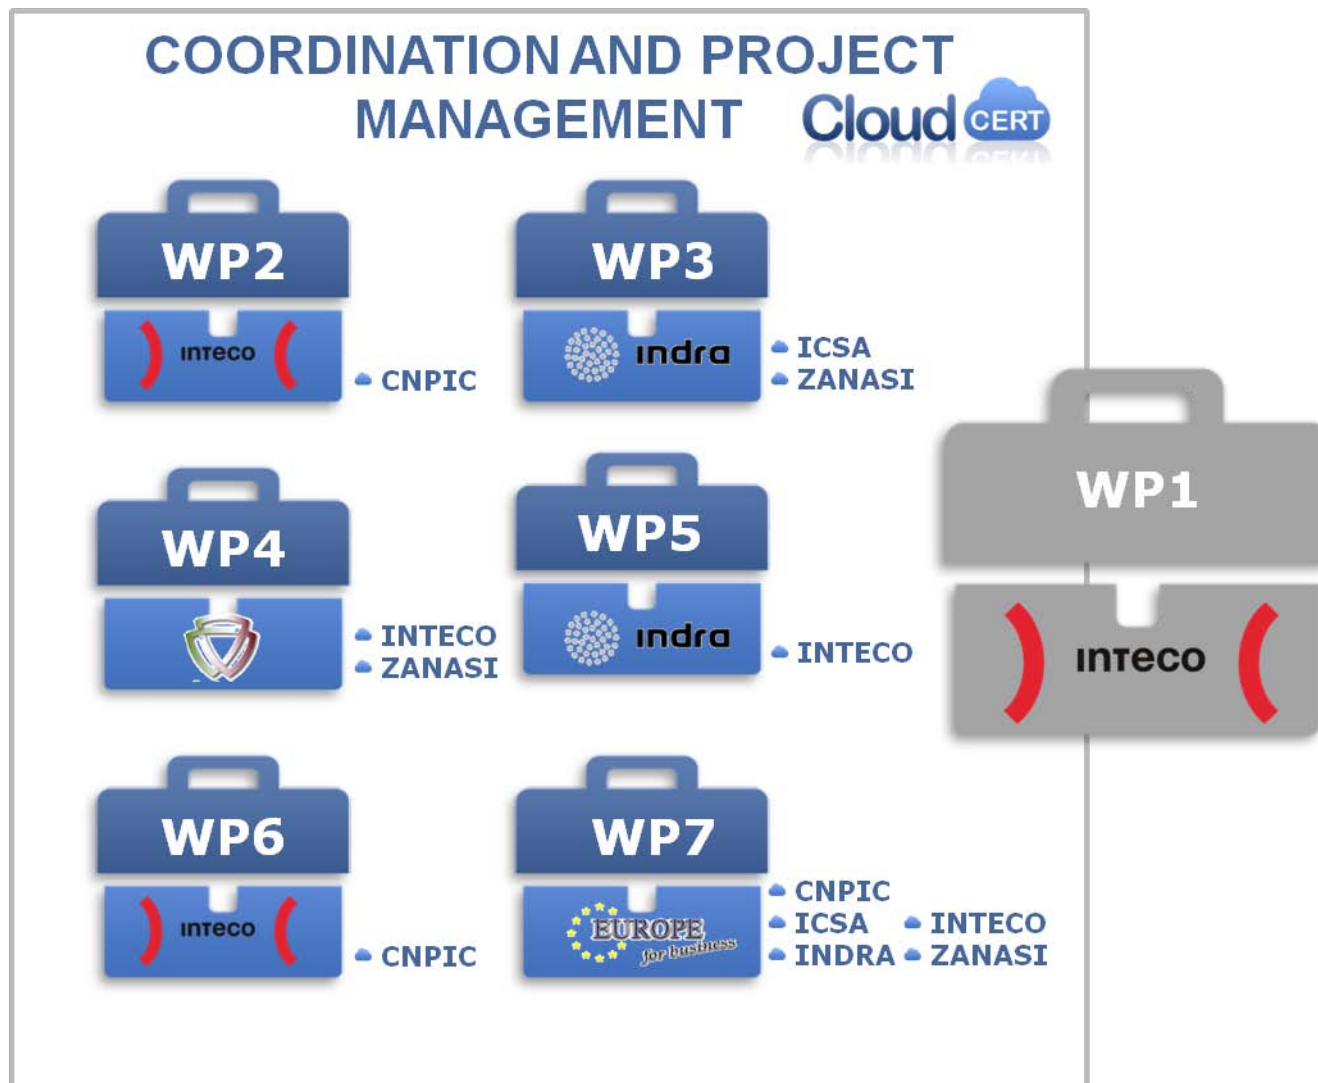 COORDINATION AND PROJECT
MANAGEMENT
Cloud CERT
WP2
INTECO
CNPIC
WP3
indra
ICSA
ZANASI
WP1
INTECO
WP4
INTECO
ZANASI
WP5
indra
INTECO
WP6
INTECO
CNPIC
WP7
EUROPE
for business
CNPIC
ICSA INTECO
INDRA ZANASI